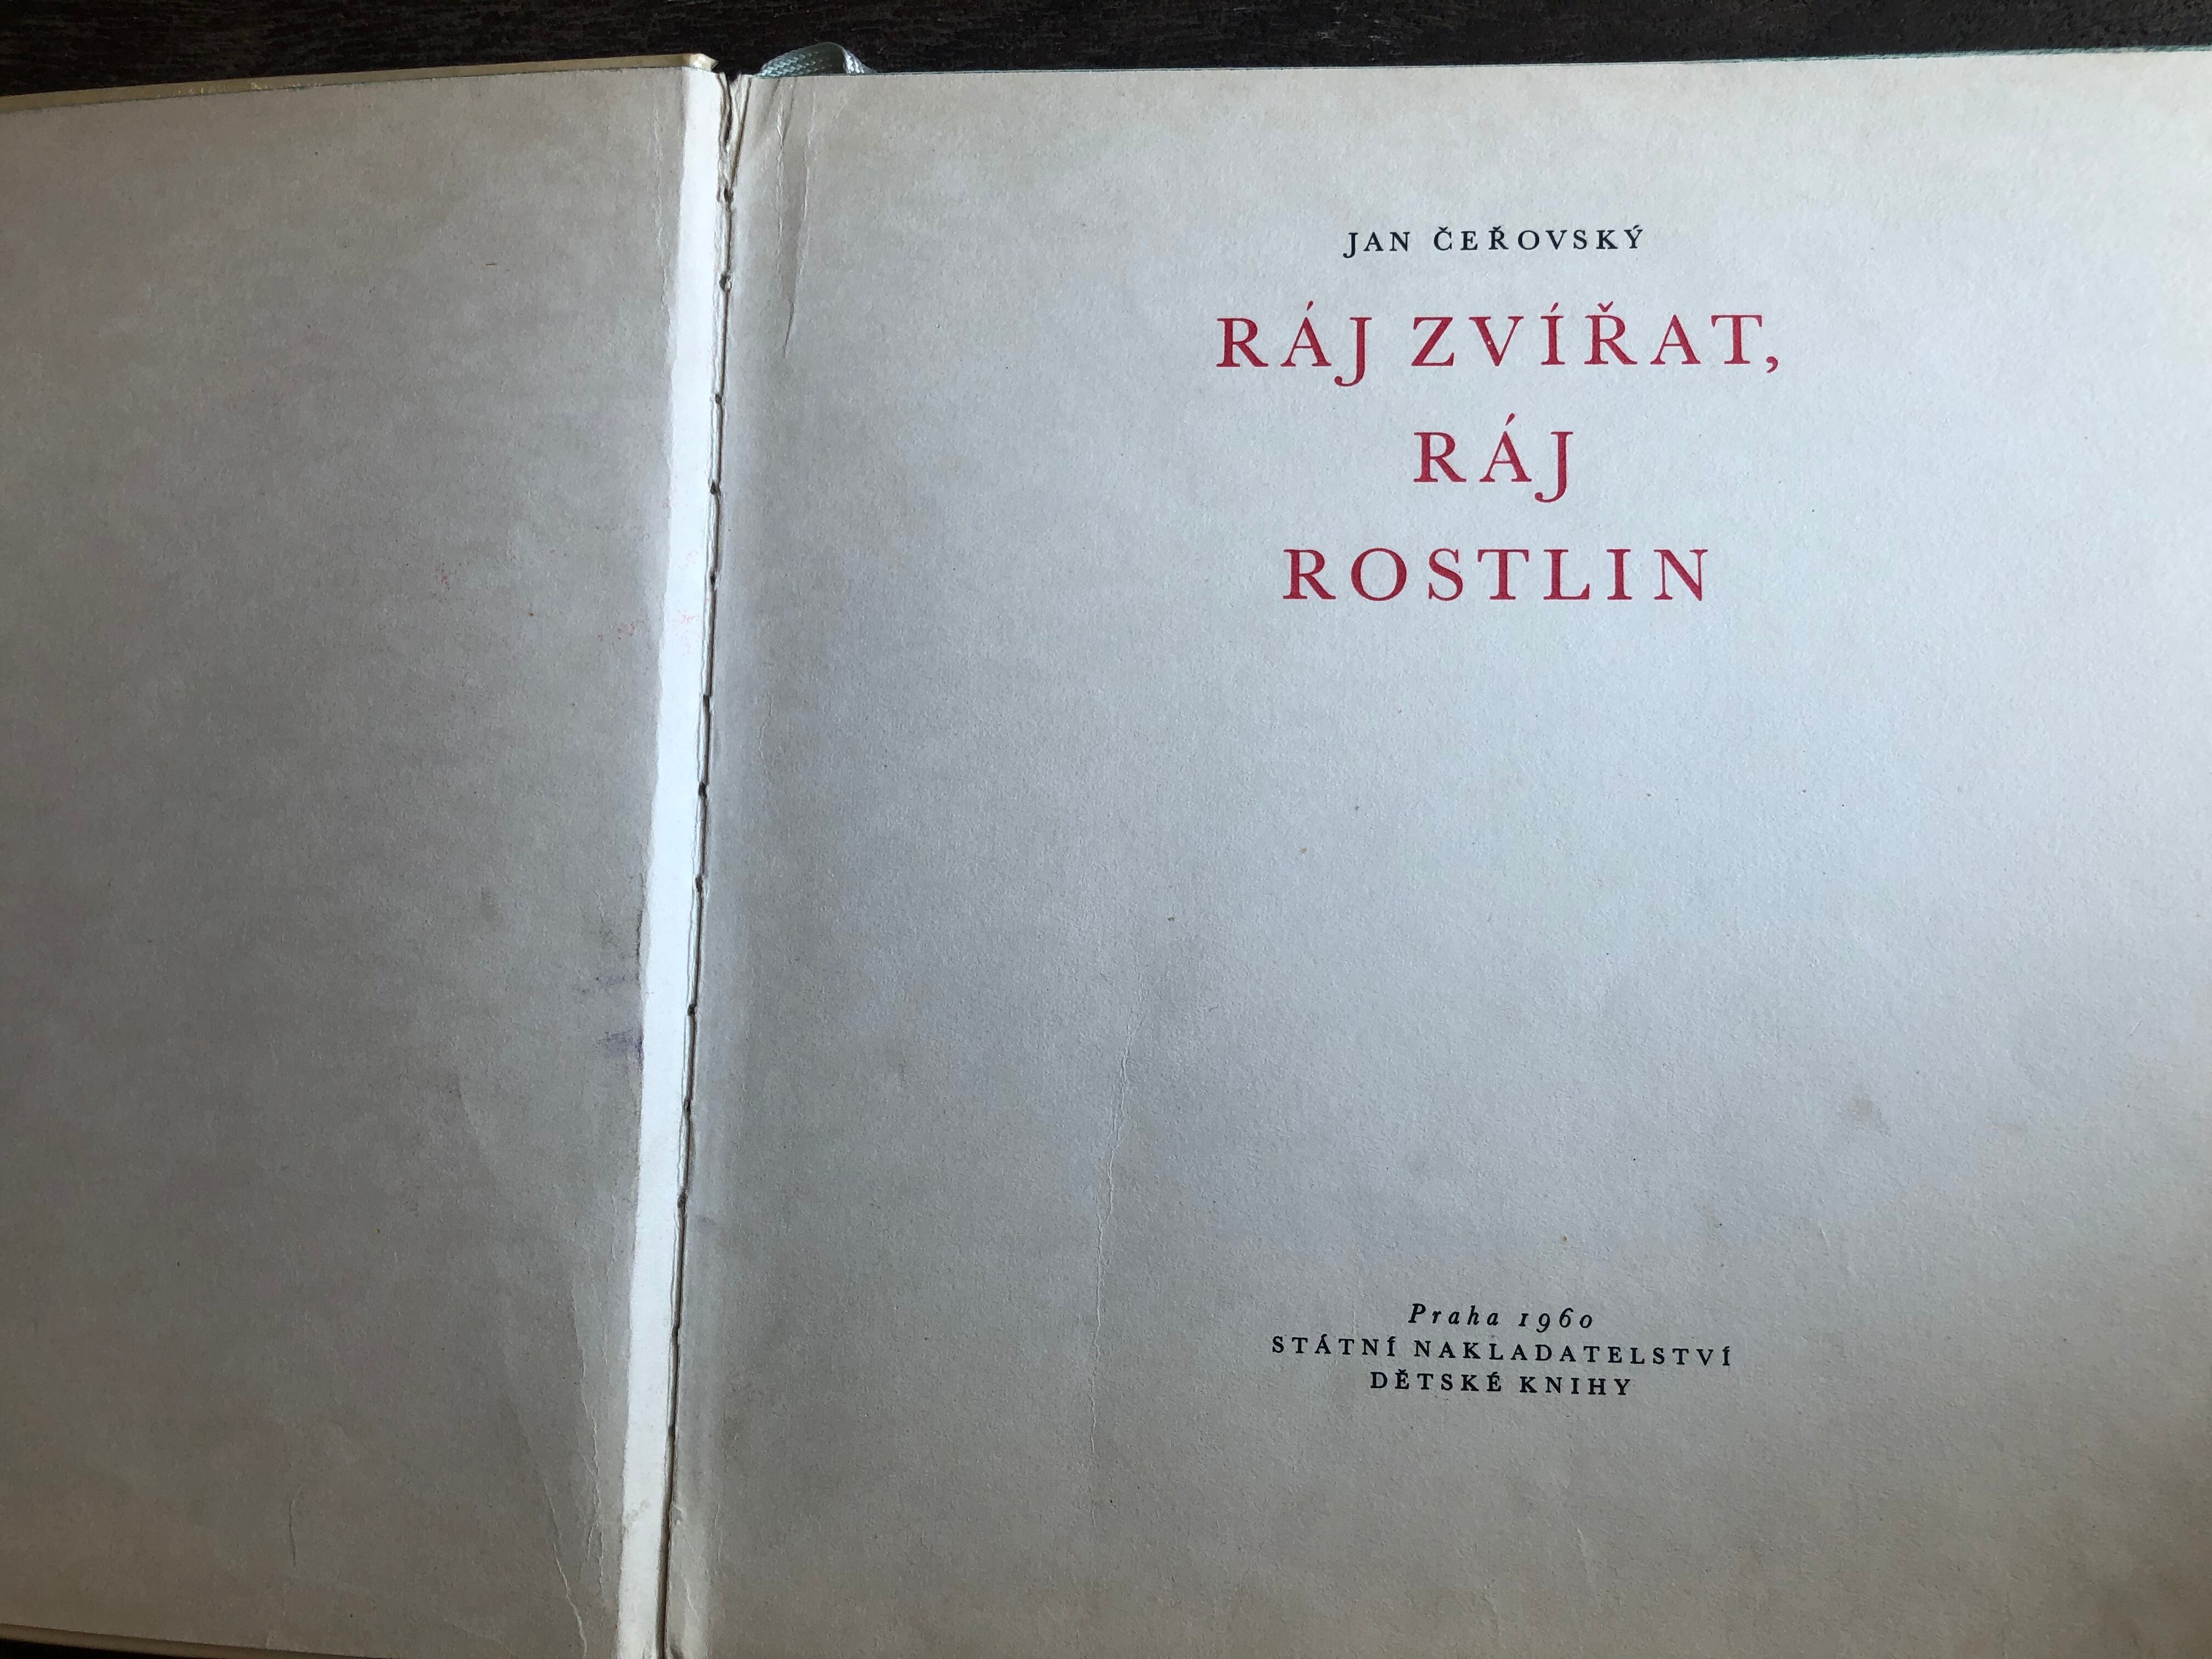 JAN ČEŘOVSKÝ
RÁJ ZVÍŘAT,
RÁJ
ROSTLIN
Praha 1960
STÁTNÍ NAKLADATELSTVÍ
DĚTSKÉ KNIHY